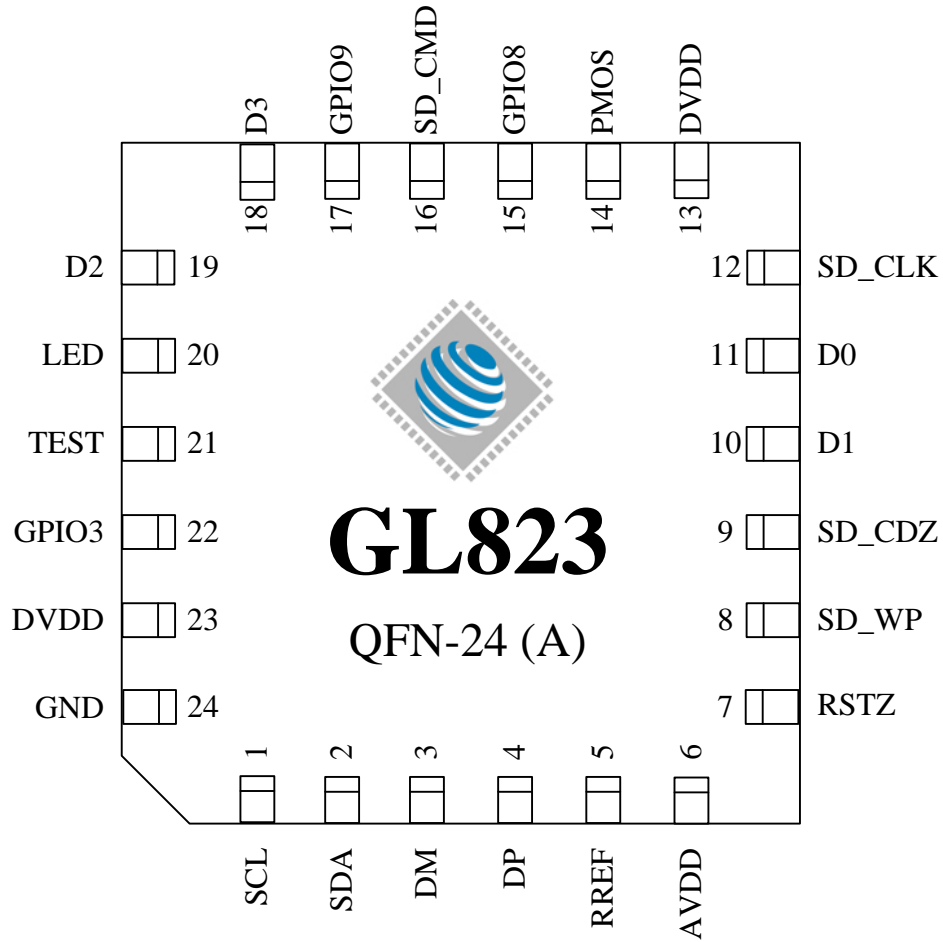 D3
GPIO9
SD_CMD
GPIO8
PMOS
DVDD
18
17
16
15
14
13
D2 19
12 SD_CLK
LED 20
11 D0
TEST 21
10 D1
GPIO3 22
9 SD_CDZ
DVDD 23
8 SD_WP
GND 24
7 RSTZ
GL823
QFN-24 (A)
1
2
3
4
5
6
SCL
SDA
DM
DP
RREF
AVDD